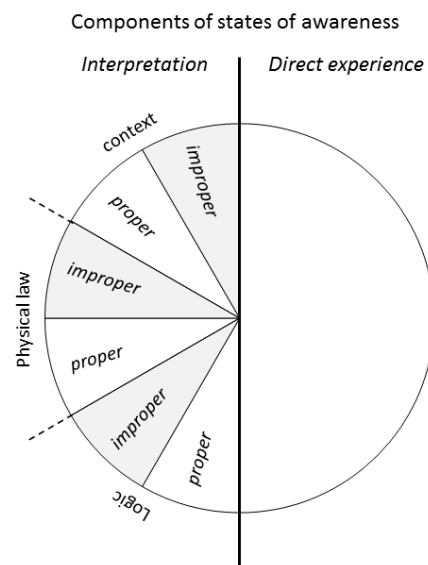 Components of states of awareness
Interpretation
Direct experience
context
improper
proper
improper
Physical law
proper
improper
proper
Logic